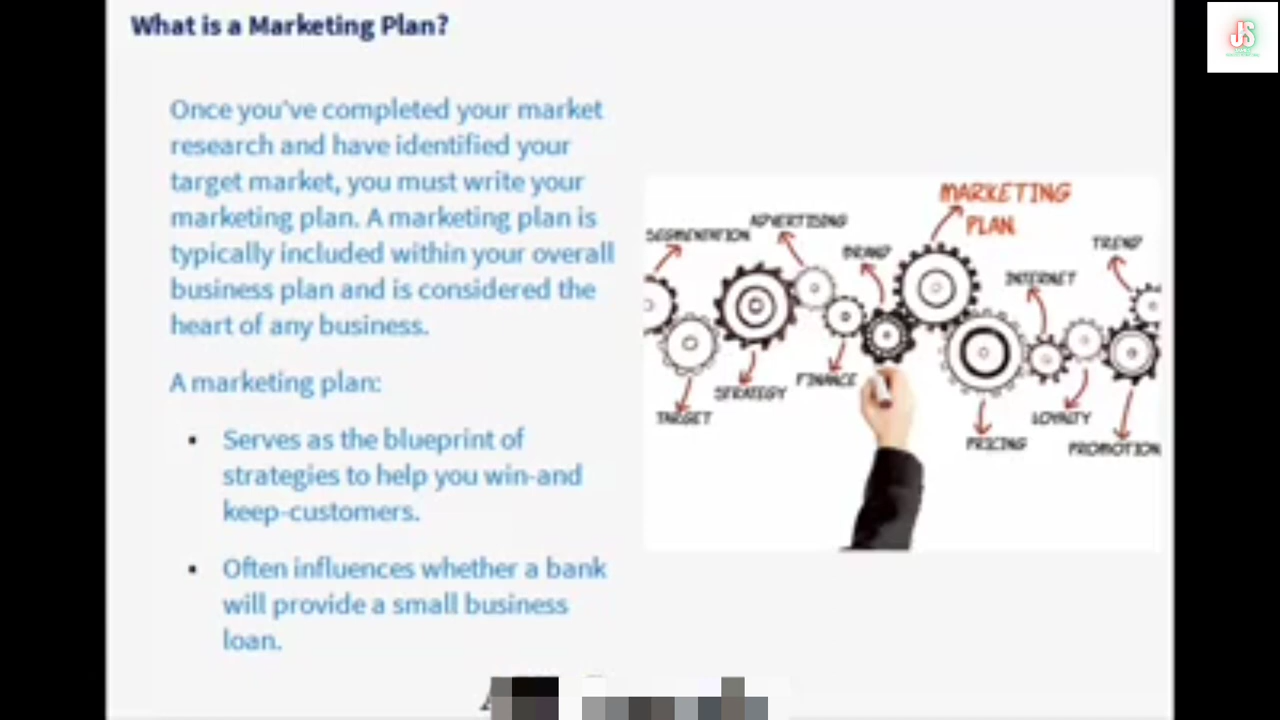 What is a Marketing Plan?
JS
Once you've completed your market
research and have identified your
target market, you must write your
marketing plan. A marketing plan is
typically included within your overall
business plan and is considered the
heart of any business.
A marketing plan:
• Serves as the blueprint of
strategies to help you win-and
keep-customers.
• Often influences whether a bank
will provide a small business
loan.
MARKETING
PLAN
SEGMENTATION
ADVERTISING
BRAND
TREND
INTERNET
TARGET
STRATEGY
FINANCE
PRICING
LOYALTY
PROMOTION